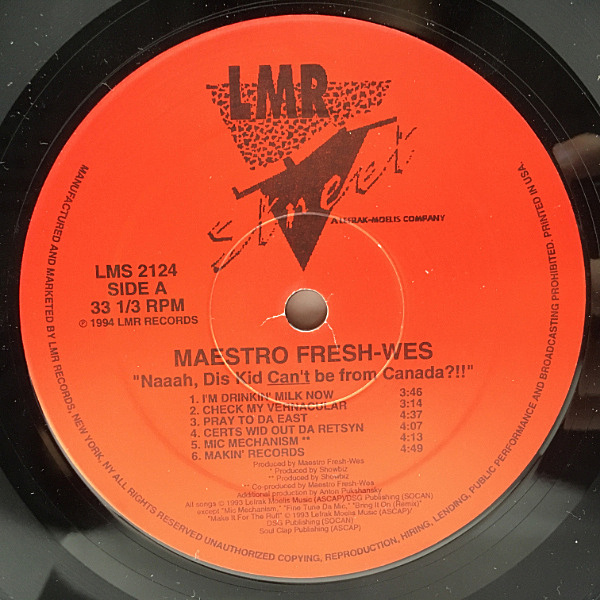 LMR
Street
A LEFRAK-MOELIS COMPANY
LMS 2124
SIDE A
33 1/3 RPM
℗ 1994 LMR RECORDS
MAESTRO FRESH-WES
"Naaah, Dis Kid Can't be from Canada?!!"
1. I'M DRINKIN' MILK NOW 3:46
2. CHECK MY VERNACULAR 3:14
3. PRAY TO DA EAST 4:37
4. CERTS WID OUT DA RETSYN 4:07
5. MIC MECHANISM ** 4:13
6. MAKIN' RECORDS 4:49
Produced by Maestro Fresh-Wes
* Produced by Showbiz
** Produced by Showbiz
** Co-produced by Maestro Fresh-Wes
Additional production by Anton Pukshansky
All songs © 1993 Lefrak Moelis Music (ASCAP)/DSG Publishing (SOCAN)
except "Mic Mechanism," "Fine Tune Da Mic," "Bring It On (Remix)"
"Make It For The Ruff" © 1993 Lefrak Moelis Music (ASCAP)/
DSG Publishing (SOCAN)
Soul Clap Publishing (ASCAP)
MANUFACTURED AND MARKETED BY LMR RECORDS, NEW YORK, NY ALL RIGHTS RESERVED UNAUTHORIZED COPYING, REPRODUCTION, HIRING, LENDING, PUBLIC PERFORMANCE AND BROADCASTING PROHIBITED. PRINTED IN USA.